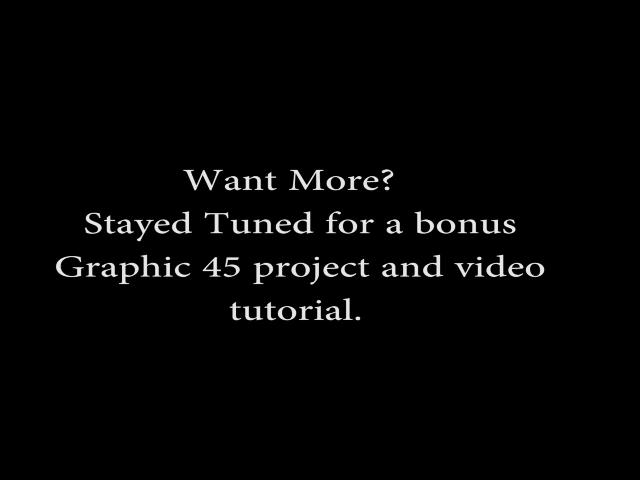 Want More?
Stayed Tuned for a bonus
Graphic 45 project and video
tutorial.